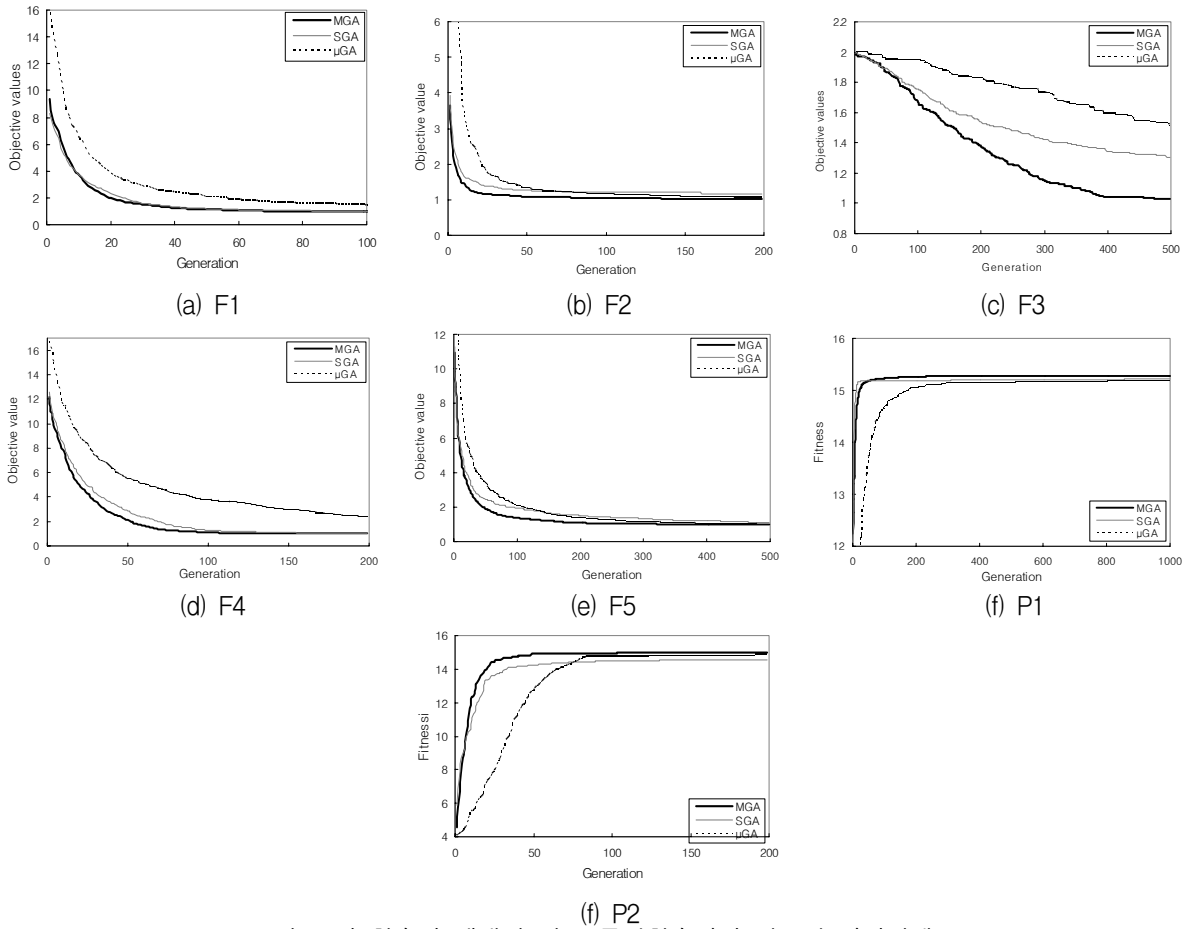 16
14
12
10
8
6
4
2
0
Objective values
MGA
SGA
µGA
0 20 40 60 80 100
Generation
(a) F1
6
5
4
3
2
1
0
Objective value
MGA
SGA
µGA
0 50 100 150 200
Generation
(b) F2
2.2
2
1.8
1.6
1.4
1.2
1
0.8
Objective values
MGA
SGA
µGA
0 100 200 300 400 500
Generation
(c) F3
16
14
12
10
8
6
4
2
0
Objective value
MGA
SGA
µGA
0 50 100 150 200
Generation
(d) F4
12
10
8
6
4
2
0
Objective value
MGA
SGA
µGA
0 100 200 300 400 500
Generation
(e) F5
16
15
14
13
12
Fitness
MGA
SGA
µGA
0 200 400 600 800 1000
Generation
(f) P1
16
14
12
10
8
6
4
Fitnessi
MGA
SGA
µGA
0 50 100 150 200
Generation
(f) P2